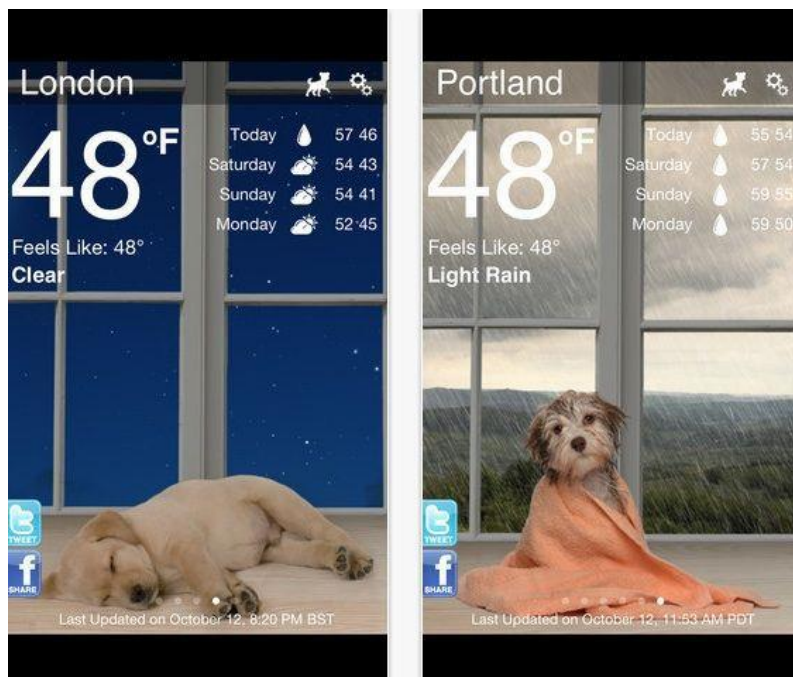 London
48°F
Today 57 46
Saturday 54 43
Sunday 54 41
Monday 52 45
Feels Like: 48°
Clear
TWEET
f
SHARE
Last Updated on October 12, 8:20 PM BST
Portland
48°F
Today 55 54
Saturday 57 54
Sunday 59 55
Monday 59 50
Feels Like: 48°
Light Rain
TWEET
f
SHARE
Last Updated on October 12, 11:53 AM PDT